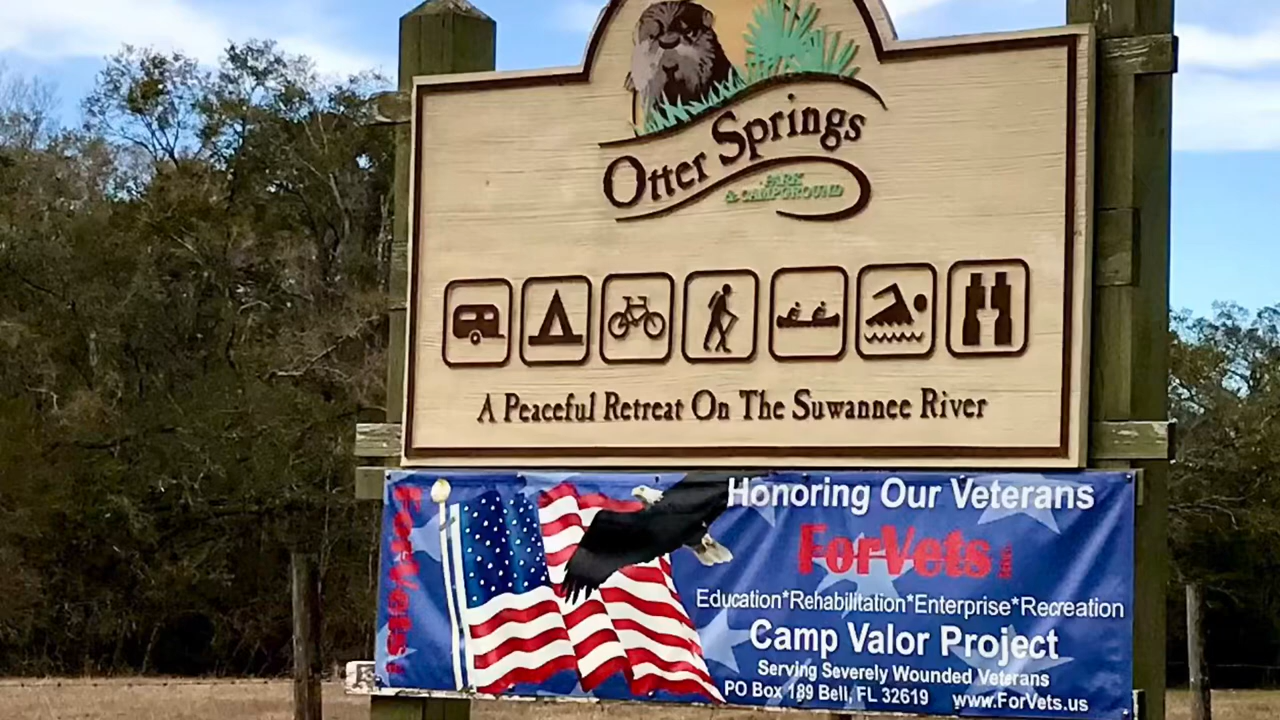 Otter Springs
PARK
& CAMPGROUND
A Peaceful Retreat On The Suwannee River
Honoring Our Veterans
ForVets INC
ForVets
Education*Rehabilitation*Enterprise*Recreation
Camp Valor Project
Serving Severely Wounded Veterans
PO Box 189 Bell, FL 32619 www.ForVets.us